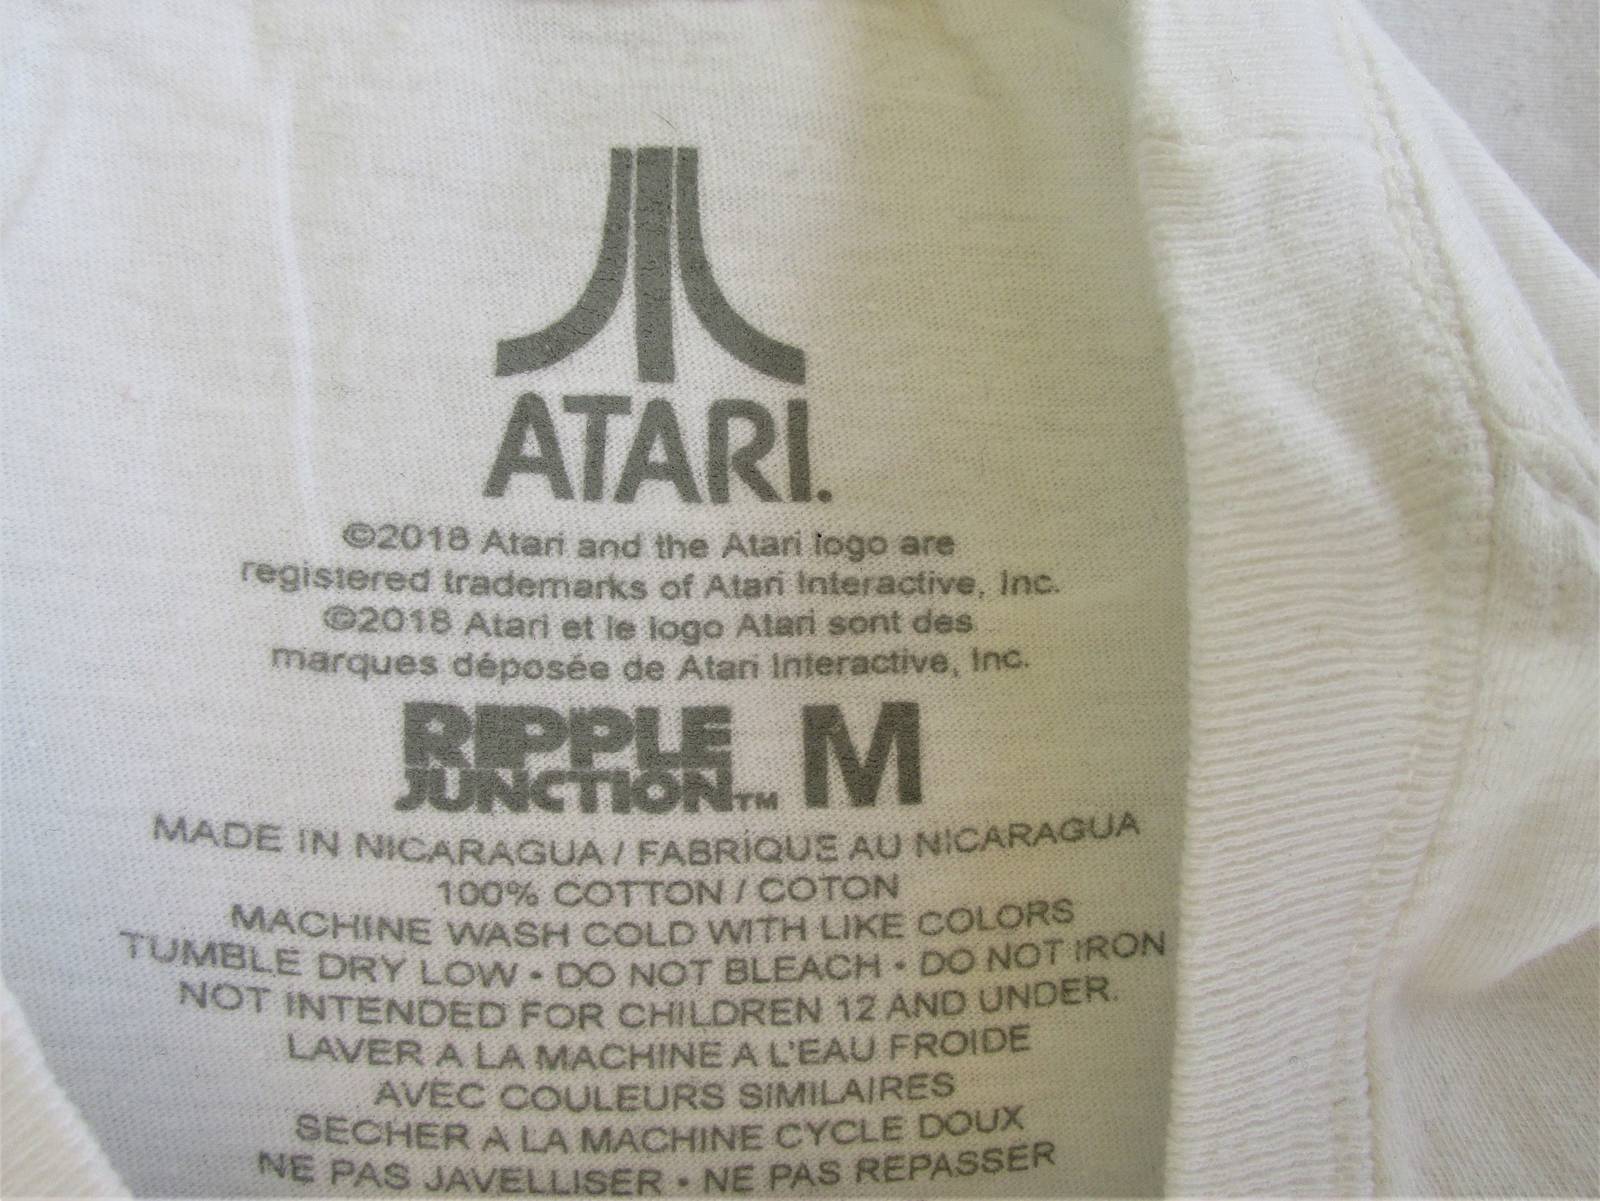 ATARI.
©2018 Atari and the Atari logo are
registered trademarks of Atari Interactive, Inc.
©2018 Atari et le logo Atari sont des
marques déposée de Atari Interactive, Inc.
RIPPLE JUNCTION™ M
MADE IN NICARAGUA / FABRIQUE AU NICARAGUA
100% COTTON / COTON
MACHINE WASH COLD WITH LIKE COLORS
TUMBLE DRY LOW • DO NOT BLEACH • DO NOT IRON
NOT INTENDED FOR CHILDREN 12 AND UNDER.
LAVER A LA MACHINE A L'EAU FROIDE
AVEC COULEURS SIMILAIRES
SECHER A LA MACHINE CYCLE DOUX
NE PAS JAVELLISER • NE PAS REPASSER